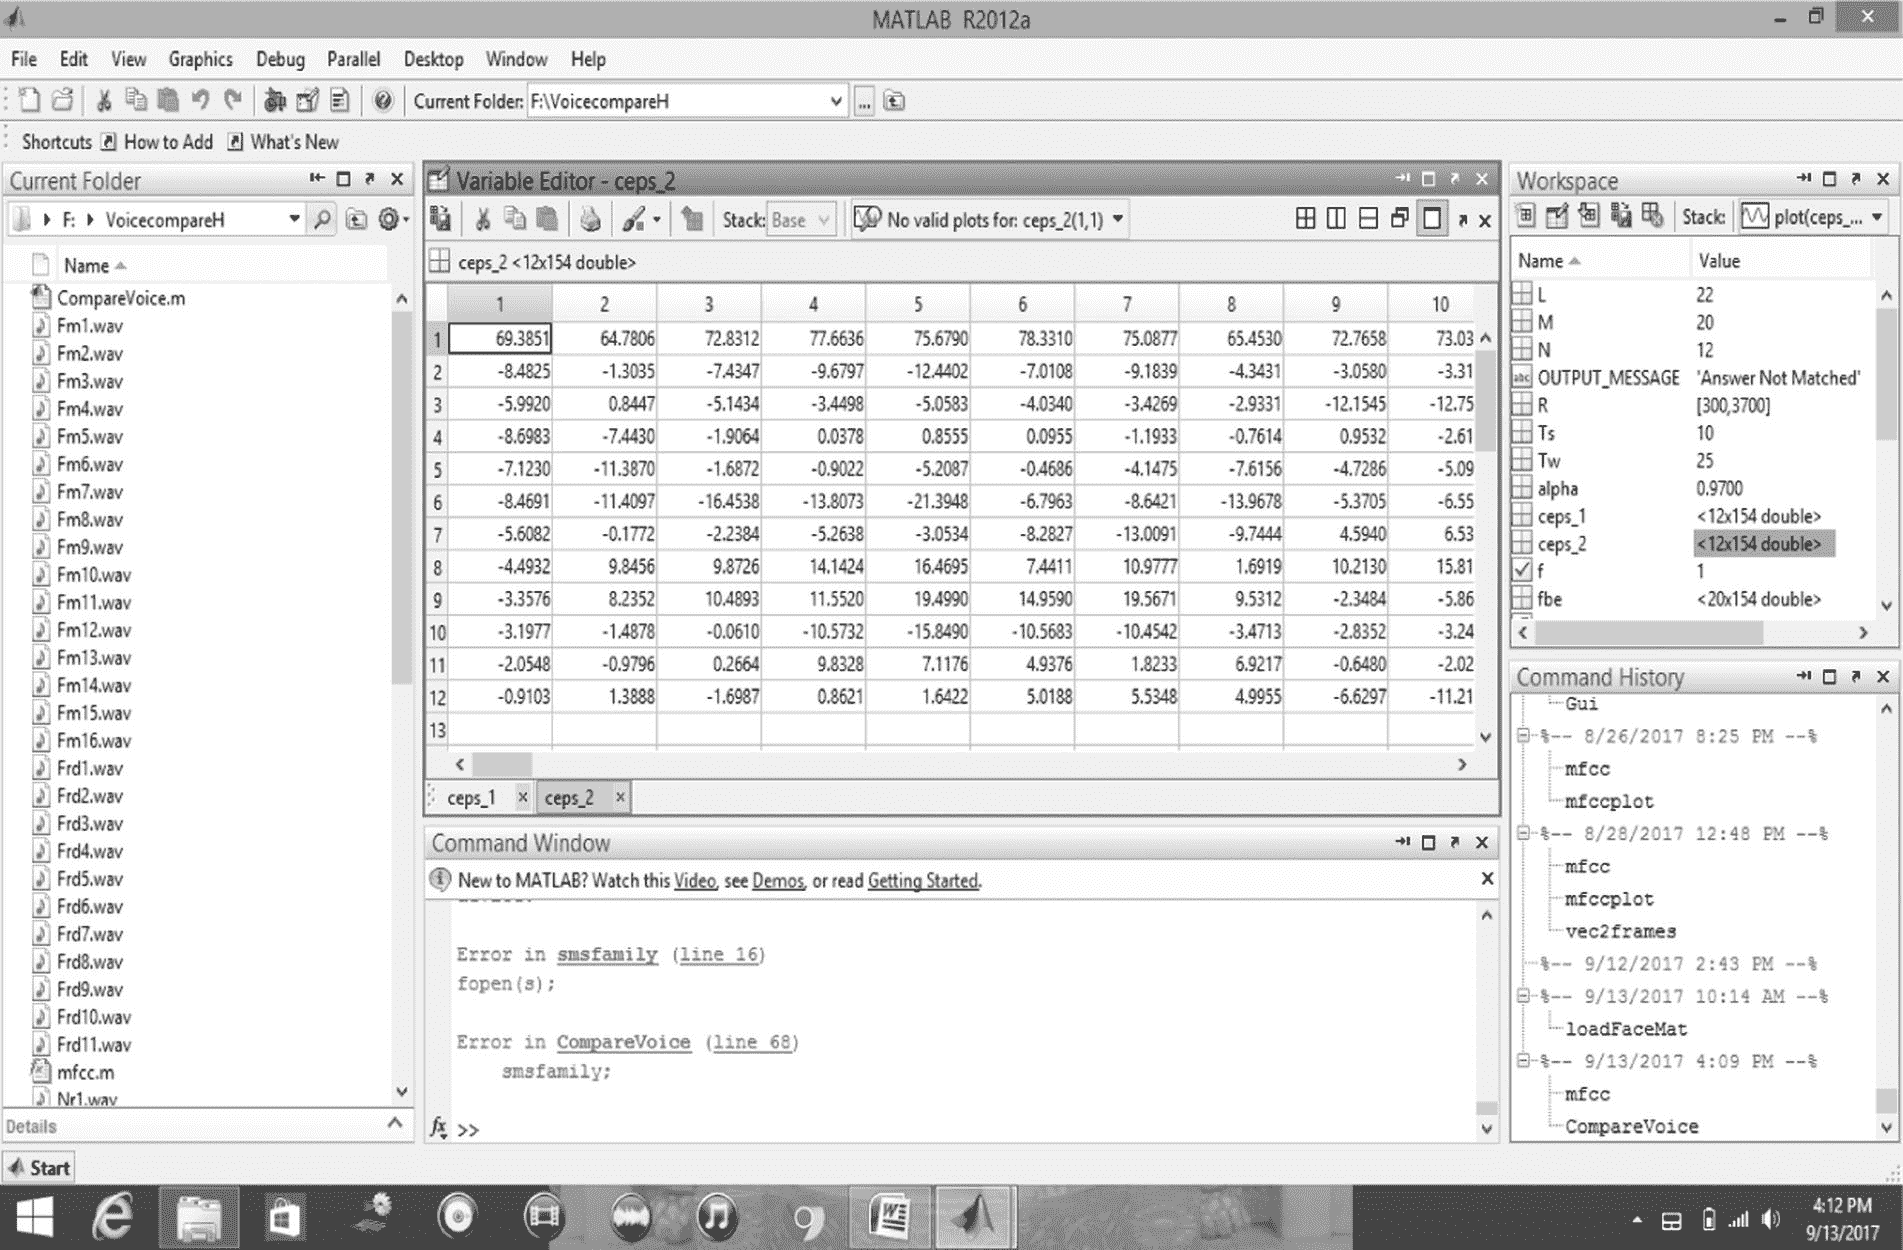 MATLAB R2012a
File Edit View Graphics Debug Parallel Desktop Window Help
Current Folder: F:\VoicecompareH ...
Shortcuts How to Add What's New
Current Folder
F: VoicecompareH
Name
CompareVoice.m
Fm1.wav
Fm2.wav
Fm3.wav
Fm4.wav
Fm5.wav
Fm6.wav
Fm7.wav
Fm8.wav
Fm9.wav
Fm10.wav
Fm11.wav
Fm12.wav
Fm13.wav
Fm14.wav
Fm15.wav
Fm16.wav
Frd1.wav
Frd2.wav
Frd3.wav
Frd4.wav
Frd5.wav
Frd6.wav
Frd7.wav
Frd8.wav
Frd9.wav
Frd10.wav
Frd11.wav
mfcc.m
Nr1.wav
Details
Variable Editor - ceps_2
Stack: Base No valid plots for: ceps_2(1,1)
ceps_2 <12x154 double>
1 2 3 4 5 6 7 8 9 10
1 69.3851 64.7806 72.8312 77.6636 75.6790 78.3310 75.0877 65.4530 72.7658 73.03
2 -8.4825 -1.3035 -7.4347 -9.6797 -12.4402 -7.0108 -9.1839 -4.3431 -3.0580 -3.31
3 -5.9920 0.8447 -5.1434 -3.4498 -5.0583 -4.0340 -3.4269 -2.9331 -12.1545 -12.75
4 -8.6983 -7.4430 -1.9064 0.0378 0.8555 0.0955 -1.1933 -0.7614 0.9532 -2.61
5 -7.1230 -11.3870 -1.6872 -0.9022 -5.2087 -0.4686 -4.1475 -7.6156 -4.7286 -5.09
6 -8.4691 -11.4097 -16.4538 -13.8073 -21.3948 -6.7963 -8.6421 -13.9678 -5.3705 -6.55
7 -5.6082 -0.1772 -2.2384 -5.2638 -3.0534 -8.2827 -13.0091 -9.7444 4.5940 6.53
8 -4.4932 9.8456 9.8726 14.1424 16.4695 7.4411 10.9777 1.6919 10.2130 15.81
9 -3.3576 8.2352 10.4893 11.5520 19.4990 14.9590 19.5671 9.5312 -2.3484 -5.86
10 -3.1977 -1.4878 -0.0610 -10.5732 -15.8490 -10.5683 -10.4542 -3.4713 -2.8352 -3.24
11 -2.0548 -0.9796 0.2664 9.8328 7.1176 4.9376 1.8233 6.9217 -0.6480 -2.02
12 -0.9103 1.3888 -1.6987 0.8621 1.6422 5.0188 5.5348 4.9955 -6.6297 -11.21
13
ceps_1 ceps_2
Command Window
New to MATLAB? Watch this Video, see Demos, or read Getting Started.
Error in smsfamily (line 16)
fopen(s);
Error in CompareVoice (line 68)
smsfamily;
fx >>
Workspace
Stack: plot(ceps_...
Name Value
L 22
M 20
N 12
abc OUTPUT_MESSAGE 'Answer Not Matched'
R [300,3700]
Ts 10
Tw 25
alpha 0.9700
ceps_1 <12x154 double>
ceps_2 <12x154 double>
f 1
fbe <20x154 double>
Command History
Gui
%-- 8/26/2017 8:25 PM --%
mfcc
mfccplot
%-- 8/28/2017 12:48 PM --%
mfcc
mfccplot
vec2frames
%-- 9/12/2017 2:43 PM --%
%-- 9/13/2017 10:14 AM --%
loadFaceMat
%-- 9/13/2017 4:09 PM --%
mfcc
CompareVoice
Start
4:12 PM
9/13/2017